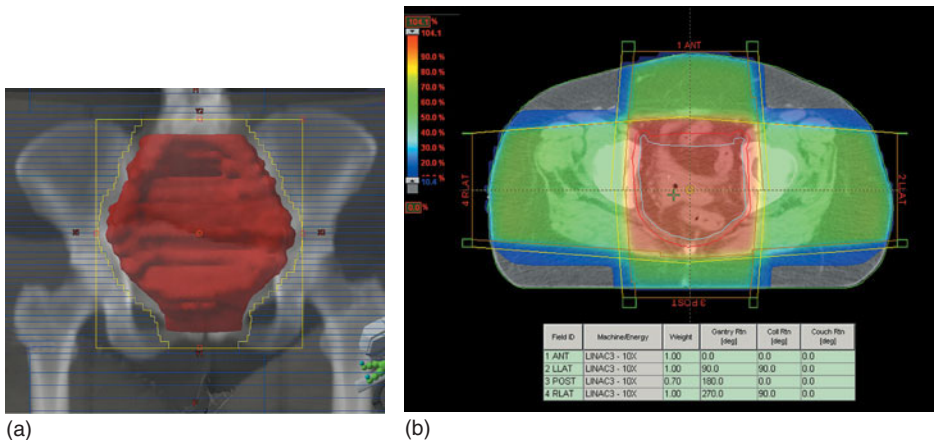 104.1 %
104.1
90.0 %
80.0 %
70.0 %
60.0 %
50.0 %
40.0 %
30.0 %
20.0 %
10.4
0.0 %
1 ANT
4 RLAT
2 LLAT
3 POST
Field ID Machine/Energy Weight Gantry Rtn [deg] Coll Rtn [deg] Couch Rtn [deg]
1 ANT LINAC3 - 10X 1.00 0.0 0.0 0.0
2 LLAT LINAC3 - 10X 1.00 90.0 90.0 0.0
3 POST LINAC3 - 10X 0.70 180.0 0.0 0.0
4 RLAT LINAC3 - 10X 1.00 270.0 90.0 0.0
(a)
(b)